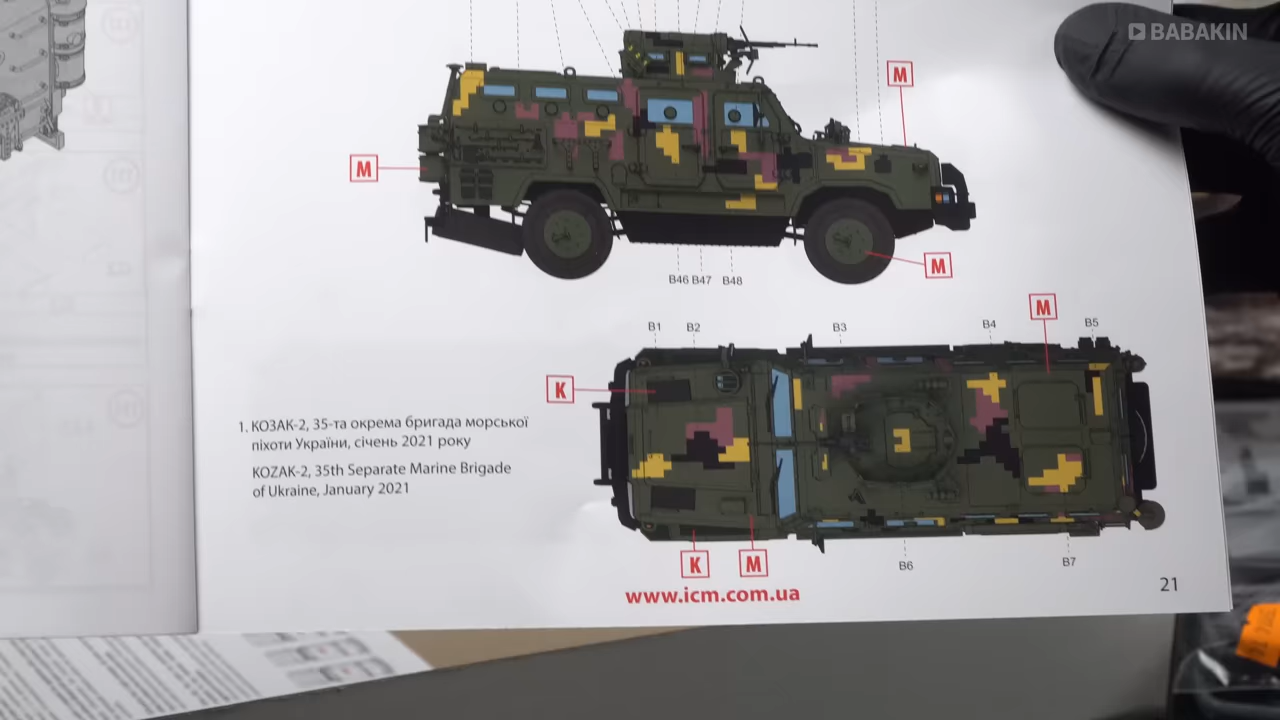 BABAKIN
M
M
B46 B47 B48
M
M
B1 B2 B3 B4 B5
K
1. КОЗАК-2, 35-та окрема бригада морської
піхоти України, січень 2021 року
KOZAK-2, 35th Separate Marine Brigade
of Ukraine, January 2021
K M B6 B7
www.icm.com.ua
21